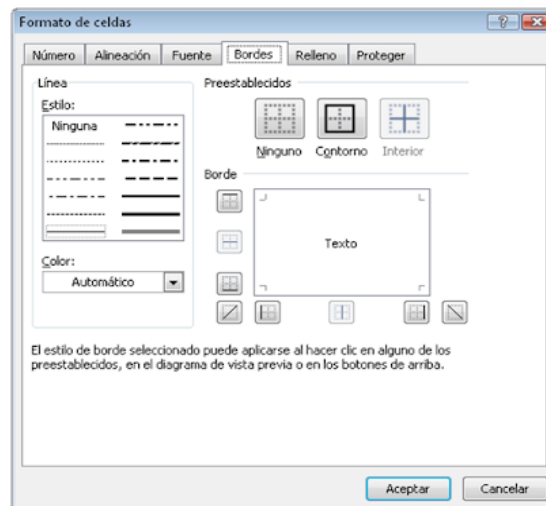 Formato de celdas
Número Alineación Fuente Bordes Relleno Proteger
Línea
Estilo:
Ninguna
Color:
Automático
Preestablecidos
Ninguno Contorno Interior
Borde
Texto
El estilo de borde seleccionado puede aplicarse al hacer clic en alguno de los
preestablecidos, en el diagrama de vista previa o en los botones de arriba.
Aceptar Cancelar